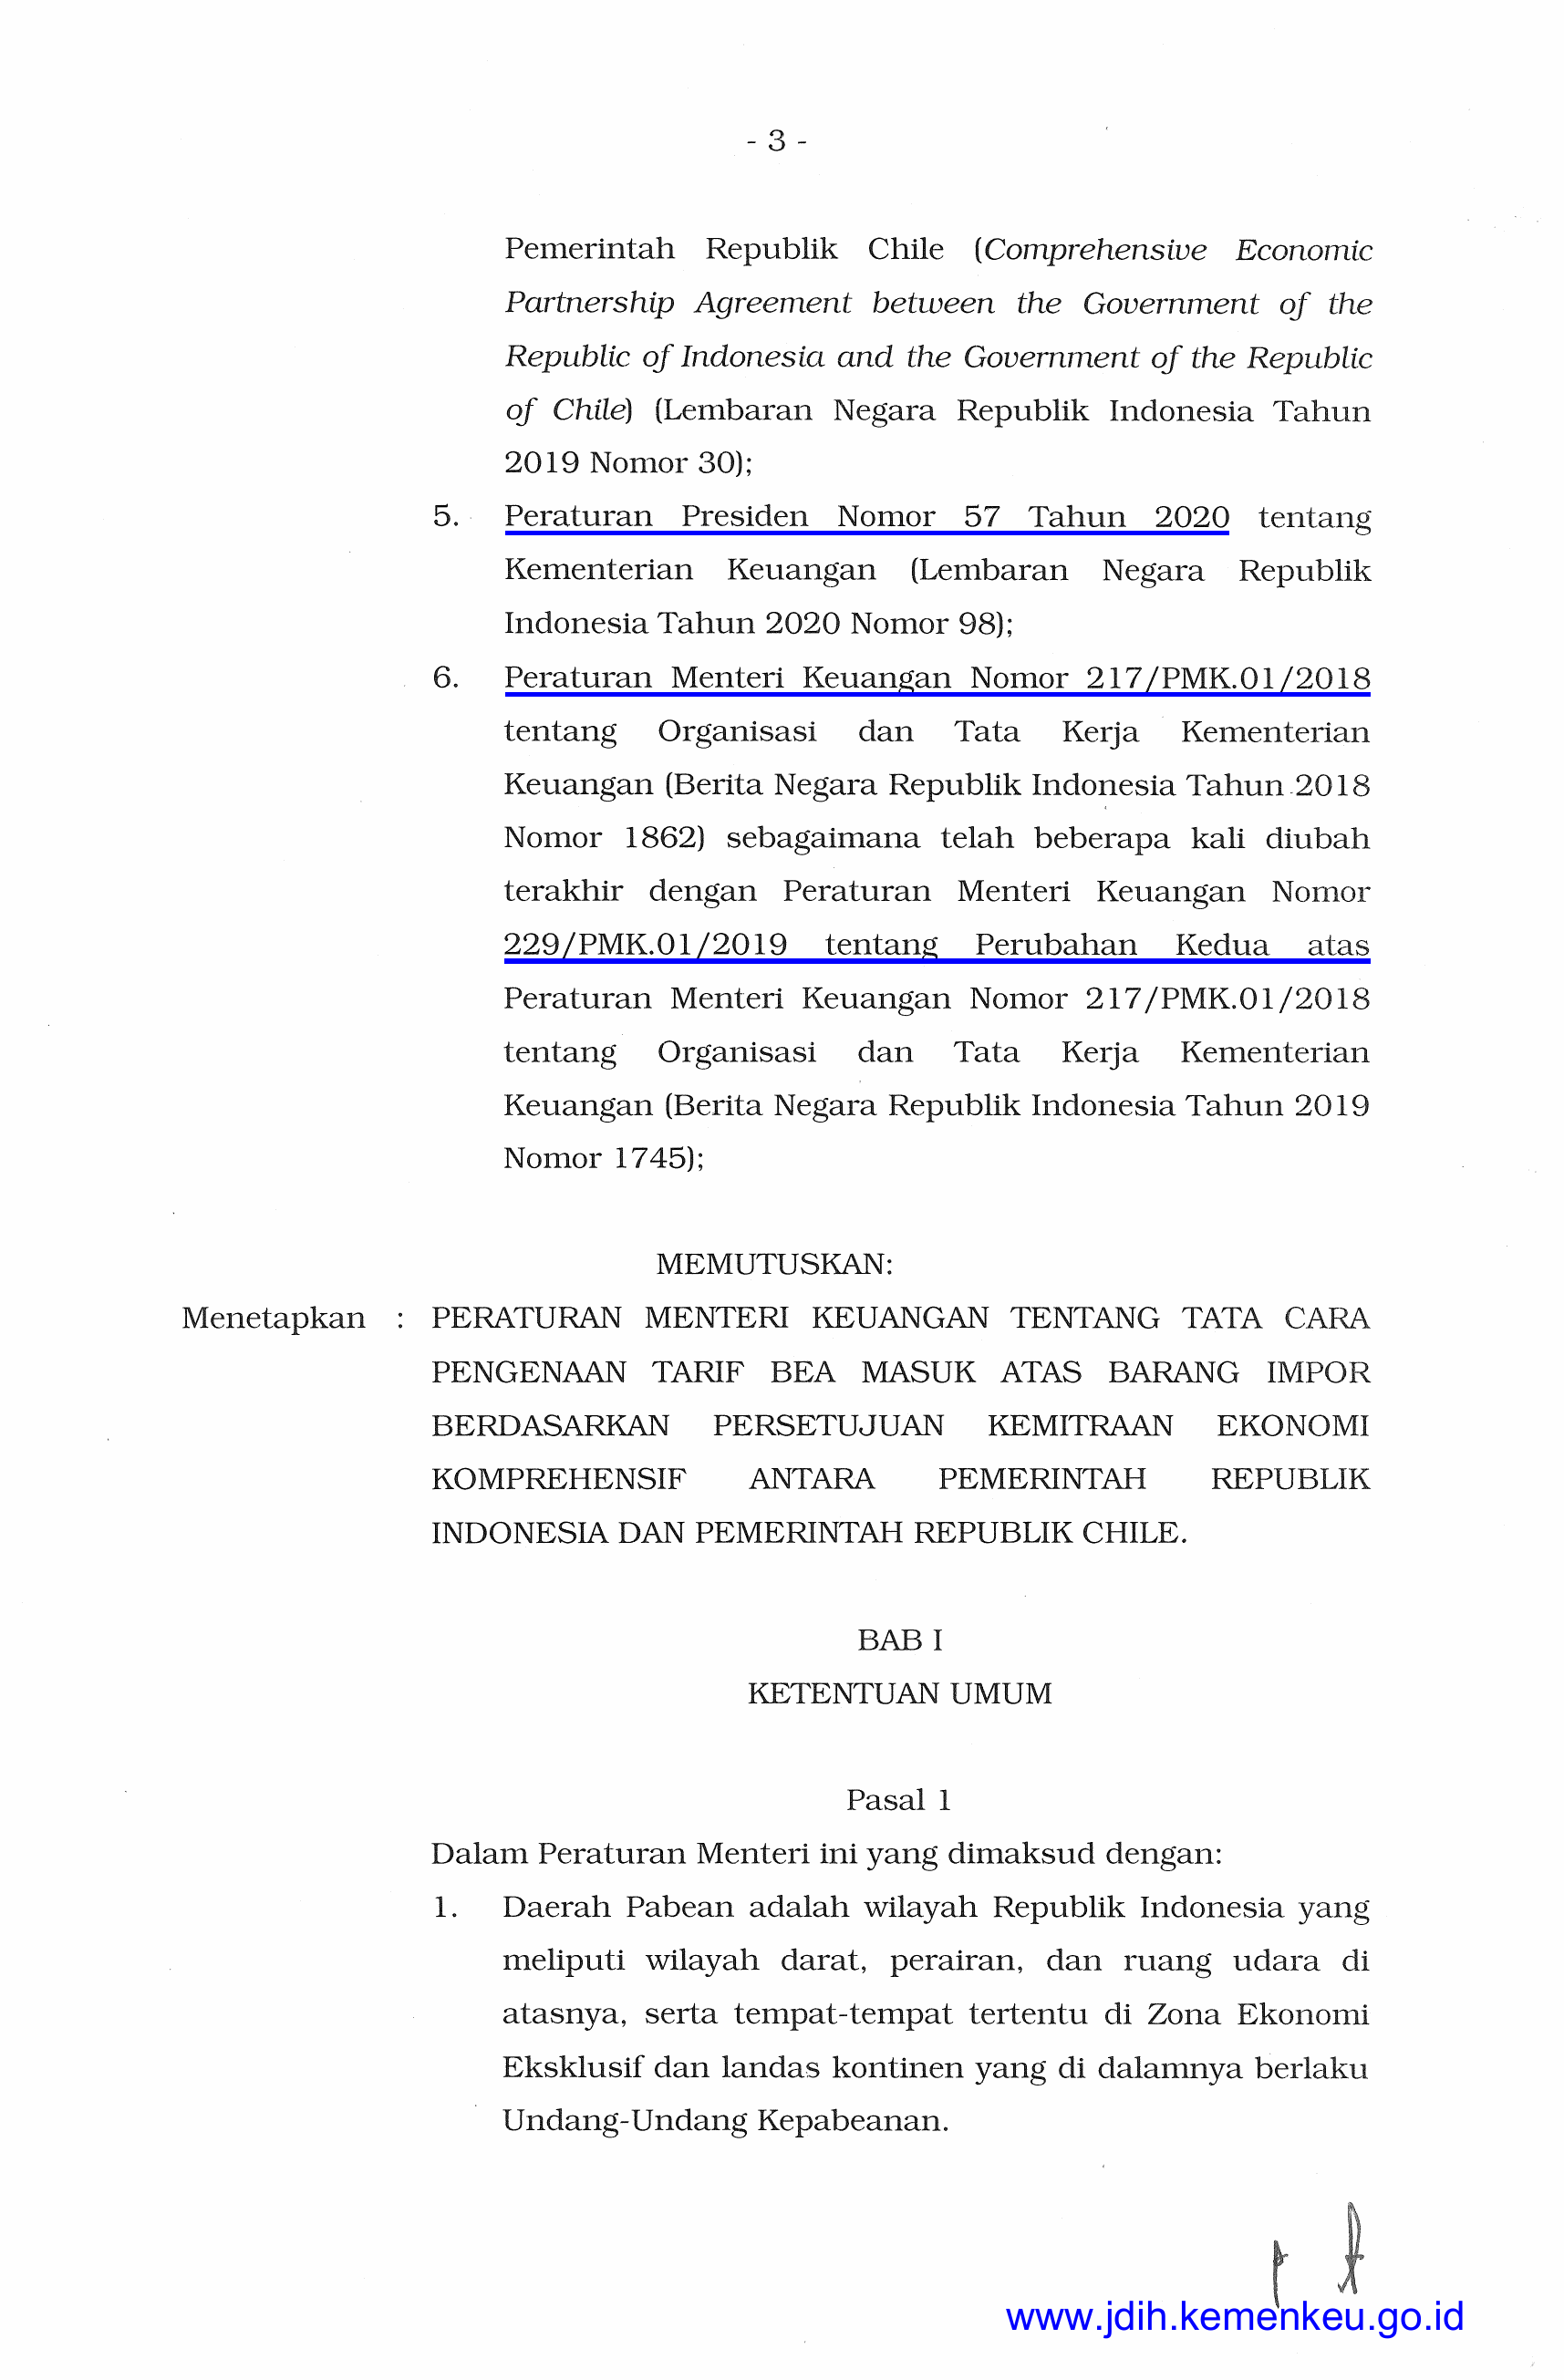 - 3 -
Pemerintah Republik Chile (Comprehensive Economic
Partnership Agreement between the Government of the
Republic of Indonesia and the Government of the Republic
of Chile) (Lembaran Negara Republik Indonesia Tahun
2019 Nomor 30);
5. Peraturan Presiden Nomor 57 Tahun 2020 tentang
Kementerian Keuangan (Lembaran Negara Republik
Indonesia Tahun 2020 Nomor 98);
6. Peraturan Menteri Keuangan Nomor 217/PMK.01/2018
tentang Organisasi dan Tata Kerja Kementerian
Keuangan (Berita Negara Republik Indonesia Tahun 2018
Nomor 1862) sebagaimana telah beberapa kali diubah
terakhir dengan Peraturan Menteri Keuangan Nomor
229/PMK.01/2019 tentang Perubahan Kedua atas
Peraturan Menteri Keuangan Nomor 217/PMK.01/2018
tentang Organisasi dan Tata Kerja Kementerian
Keuangan (Berita Negara Republik Indonesia Tahun 2019
Nomor 1745);
MEMUTUSKAN:
Menetapkan : PERATURAN MENTERI KEUANGAN TENTANG TATA CARA
PENGENAAN TARIF BEA MASUK ATAS BARANG IMPOR
BERDASARKAN PERSETUJUAN KEMITRAAN EKONOMI
KOMPREHENSIF ANTARA PEMERINTAH REPUBLIK
INDONESIA DAN PEMERINTAH REPUBLIK CHILE.
BAB I
KETENTUAN UMUM
Pasal 1
Dalam Peraturan Menteri ini yang dimaksud dengan:
1. Daerah Pabean adalah wilayah Republik Indonesia yang
meliputi wilayah darat, perairan, dan ruang udara di
atasnya, serta tempat-tempat tertentu di Zona Ekonomi
Eksklusif dan landas kontinen yang di dalamnya berlaku
Undang-Undang Kepabeanan.
www.jdih.kemenkeu.go.id